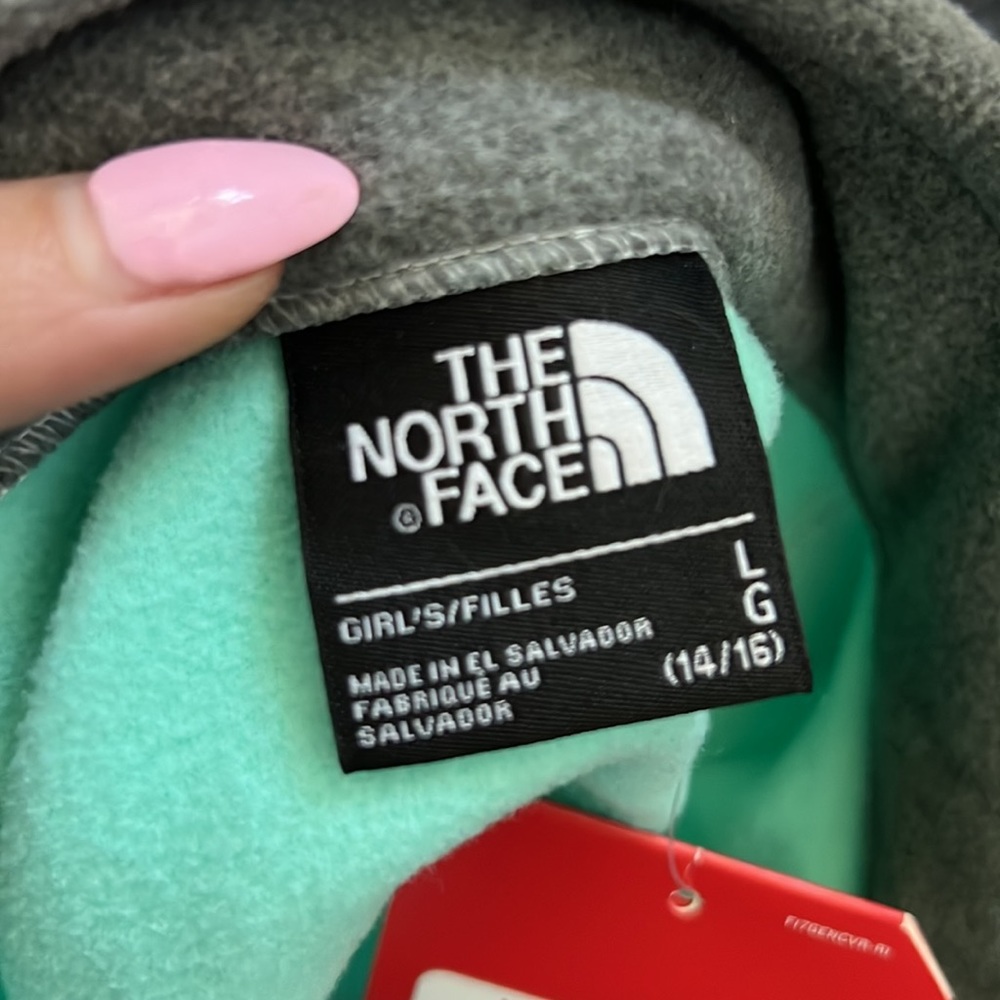 THE
NORTH
FACE
GIRL'S/FILLES
L
G
(14/16)
MADE IN EL SALVADOR
FABRIQUÉ AU
SALVADOR